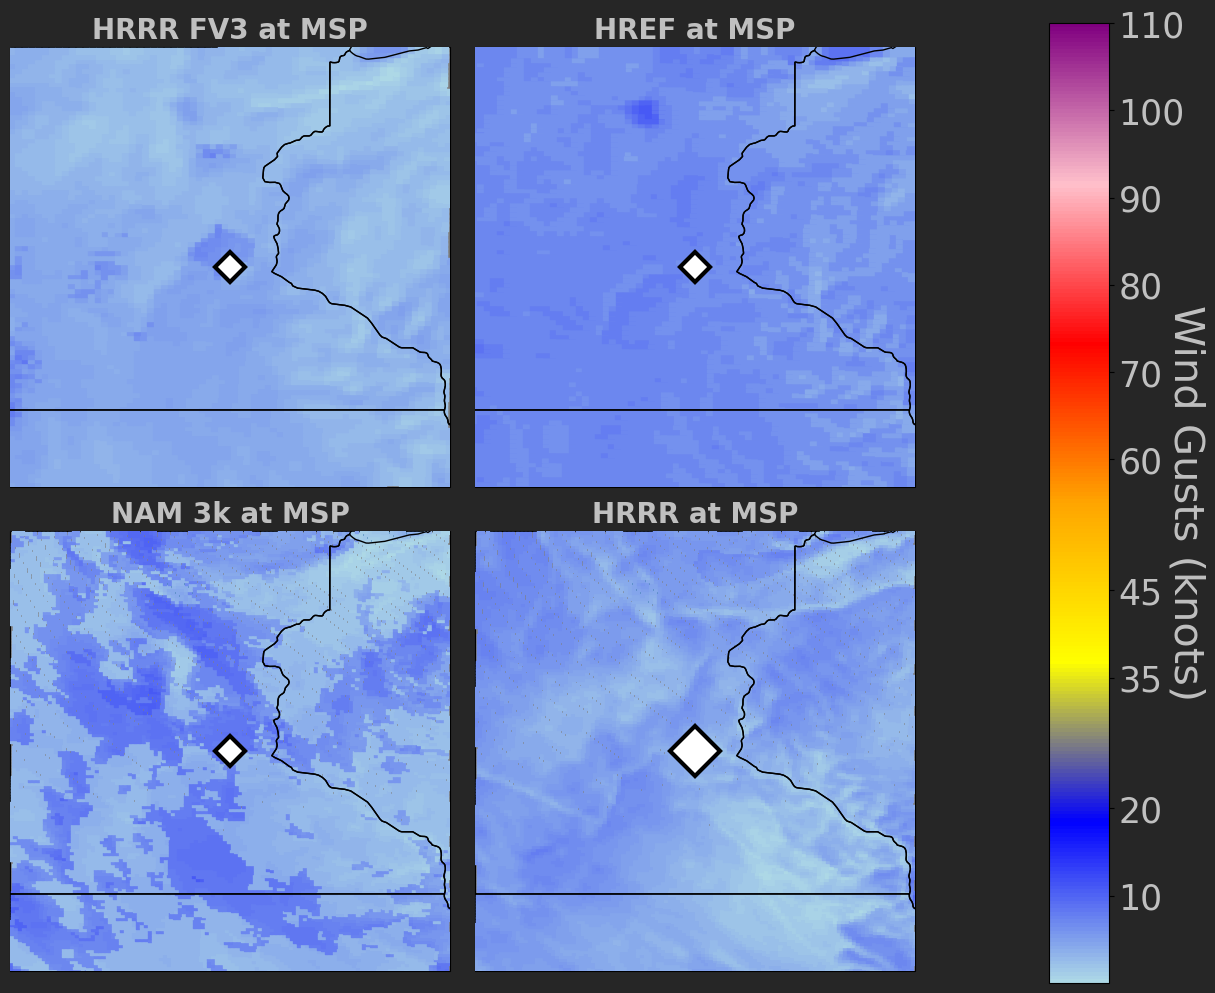 HRRR FV3 at MSP
HREF at MSP
NAM 3k at MSP
HRRR at MSP
110
100
90
80
70
60
45
35
20
10
Wind Gusts (knots)